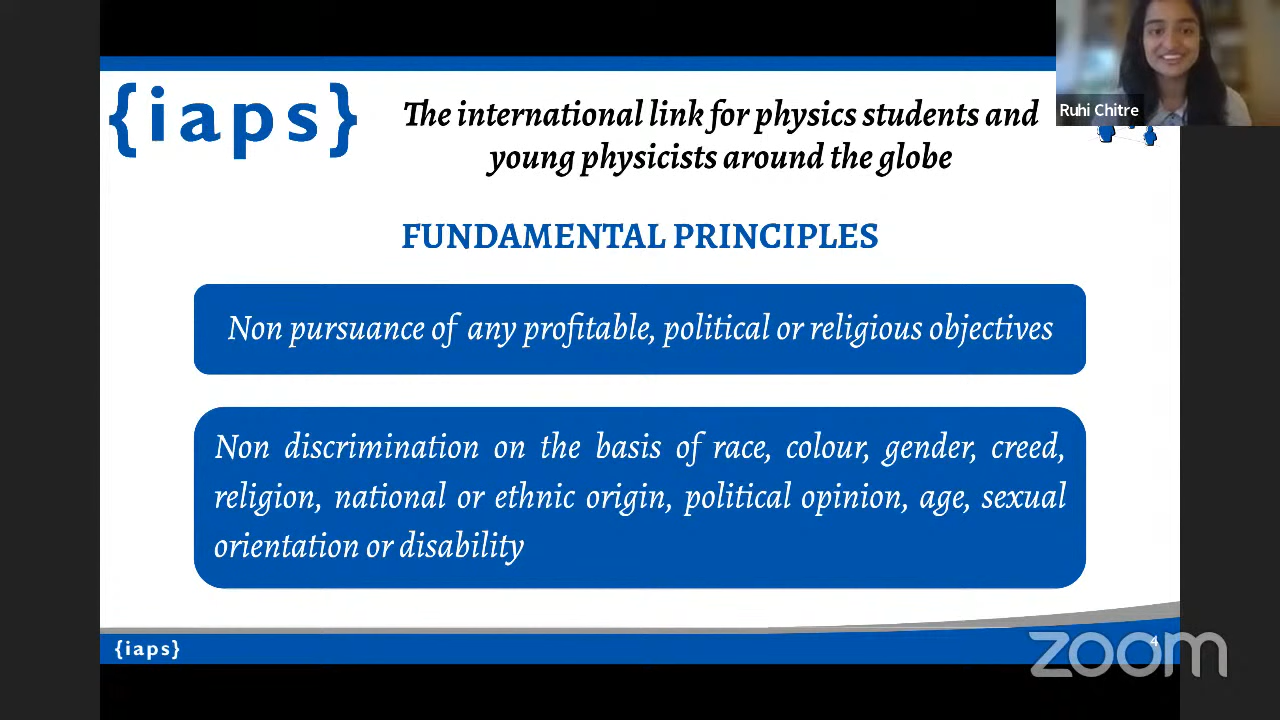 {iaps}
The international link for physics students and
young physicists around the globe
Ruhi Chitre
FUNDAMENTAL PRINCIPLES
Non pursuance of any profitable, political or religious objectives
Non discrimination on the basis of race, colour, gender, creed,
religion, national or ethnic origin, political opinion, age, sexual
orientation or disability
{iaps}
4
zoom